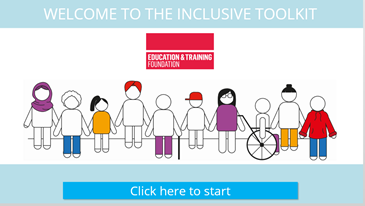 WELCOME TO THE INCLUSIVE TOOLKIT
EDUCATION & TRAINING
FOUNDATION
Click here to start